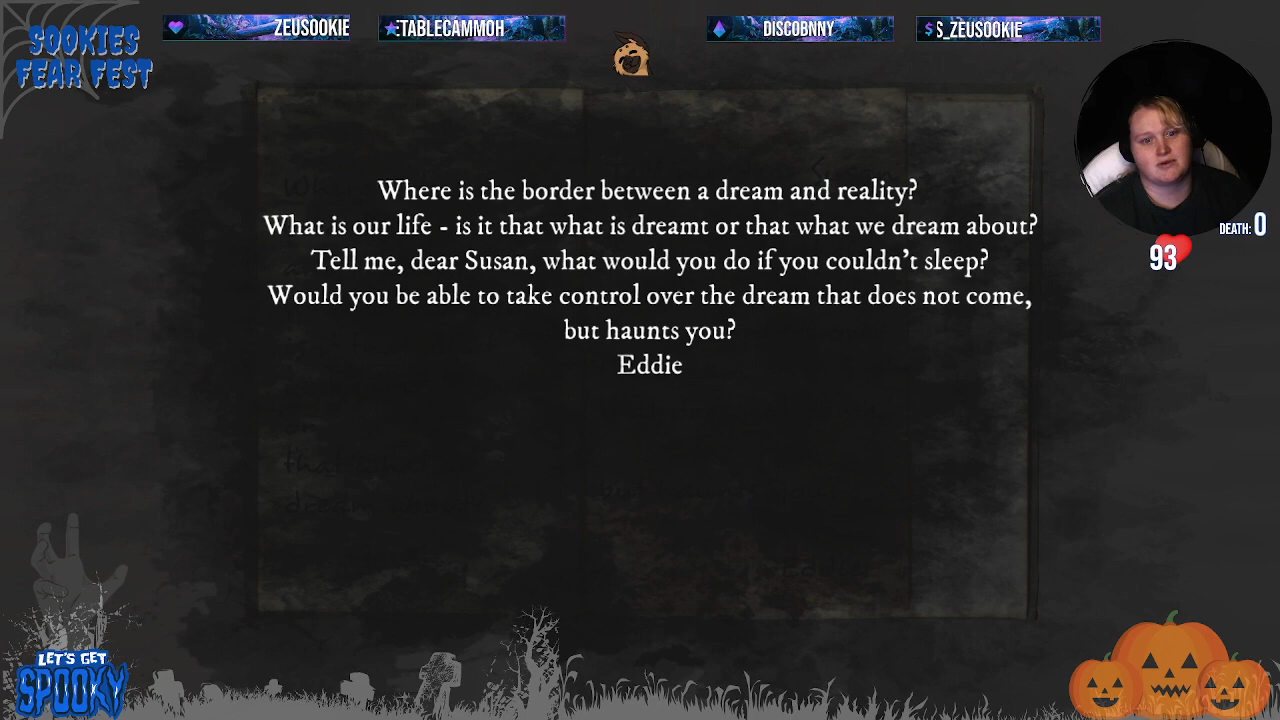 SOOKIES
FEAR FEST
ZEUSOOKIE
TABLECAMMOH
DISCOBNNY
$ S_ZEUSOOKIE
Where is the border between a dream and reality?
What is our life - is it that what is dreamt or that what we dream about?
Tell me, dear Susan, what would you do if you couldn't sleep?
Would you be able to take control over the dream that does not come,
but haunts you?
Eddie
DEATH: 0
93
LET'S GET
SPOOKY